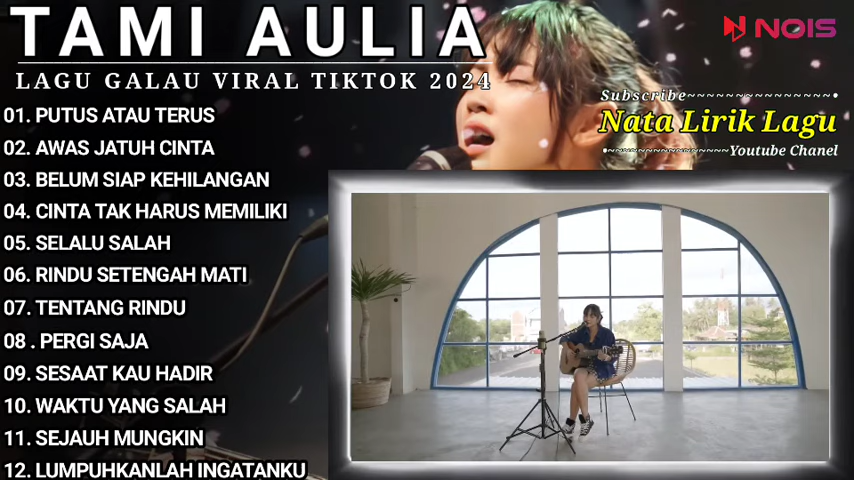 TAMI AULIA
LAGU GALAU VIRAL TIKTOK 2024
NOIS
Subscribe~~~~~~~~~~~~~~~•
Nata Lirik Lagu
•~~~~~~~~~~~~~~~~Youtube Chanel
01. PUTUS ATAU TERUS
02. AWAS JATUH CINTA
03. BELUM SIAP KEHILANGAN
04. CINTA TAK HARUS MEMILIKI
05. SELALU SALAH
06. RINDU SETENGAH MATI
07. TENTANG RINDU
08 . PERGI SAJA
09. SESAAT KAU HADIR
10. WAKTU YANG SALAH
11. SEJAUH MUNGKIN
12. LUMPUHKANLAH INGATANKU